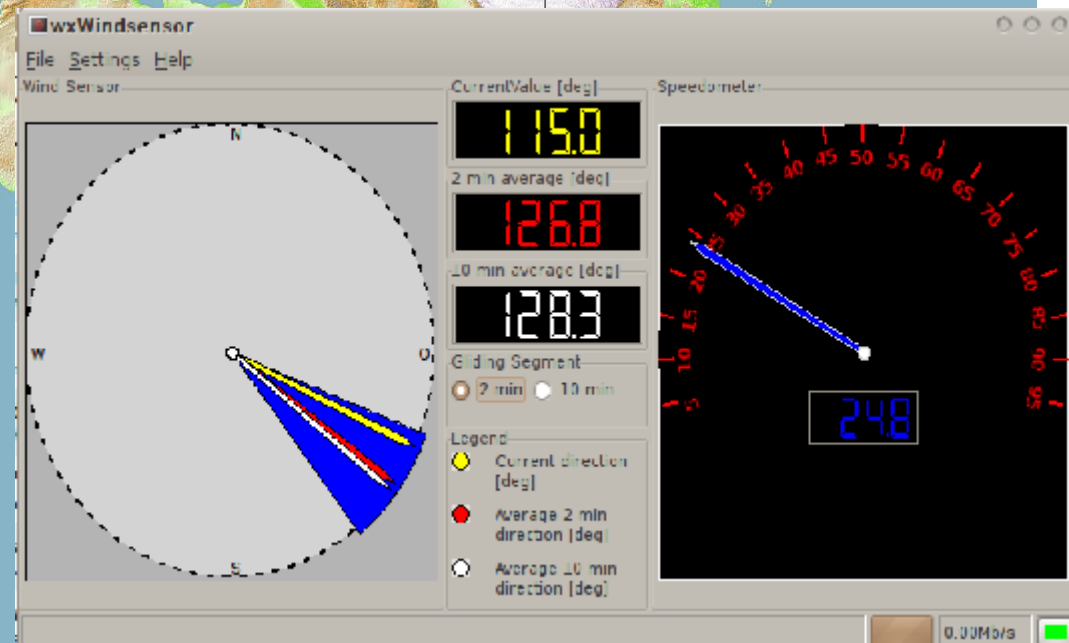 wxWindsensor
File Settings Help
Wind Sensor
N
W
O
S
CurrentValue [deg]
115.0
2 min average [deg]
126.8
10 min average [deg]
128.3
Gliding Segment
2 min 10 min
Legend
Current direction
[deg]
Average 2 min
direction [deg]
Average 10 min
direction [deg]
Speedometer
5
10
15
20
25
30
35
40
45
50
55
60
65
70
75
80
85
90
95
24.8
0.00Mb/s